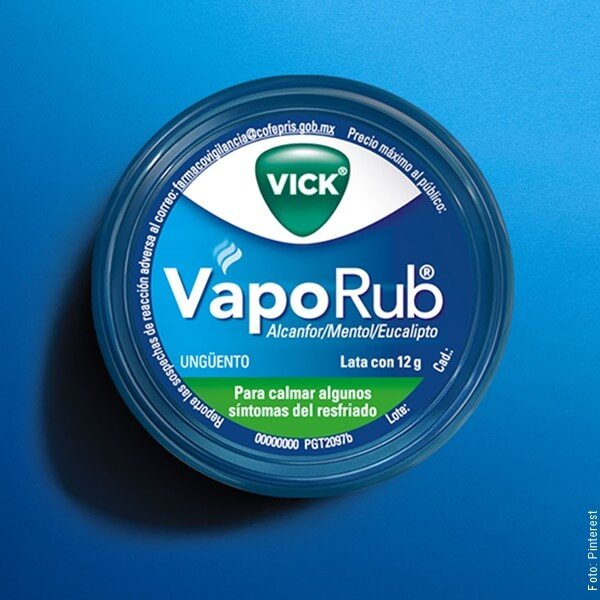 Reporte las sospechas de reacción adversa al correo: farmacovigilancia@cofepris.gob.mx
Precio máximo al público:
VICK®
VapoRub®
Alcanfor/Mentol/Eucalipto
UNGÜENTO
Lata con 12 g
Cad.:
Para calmar algunos
síntomas del resfriado
Lote:
00000000 PGT2097b
Foto: Pinterest